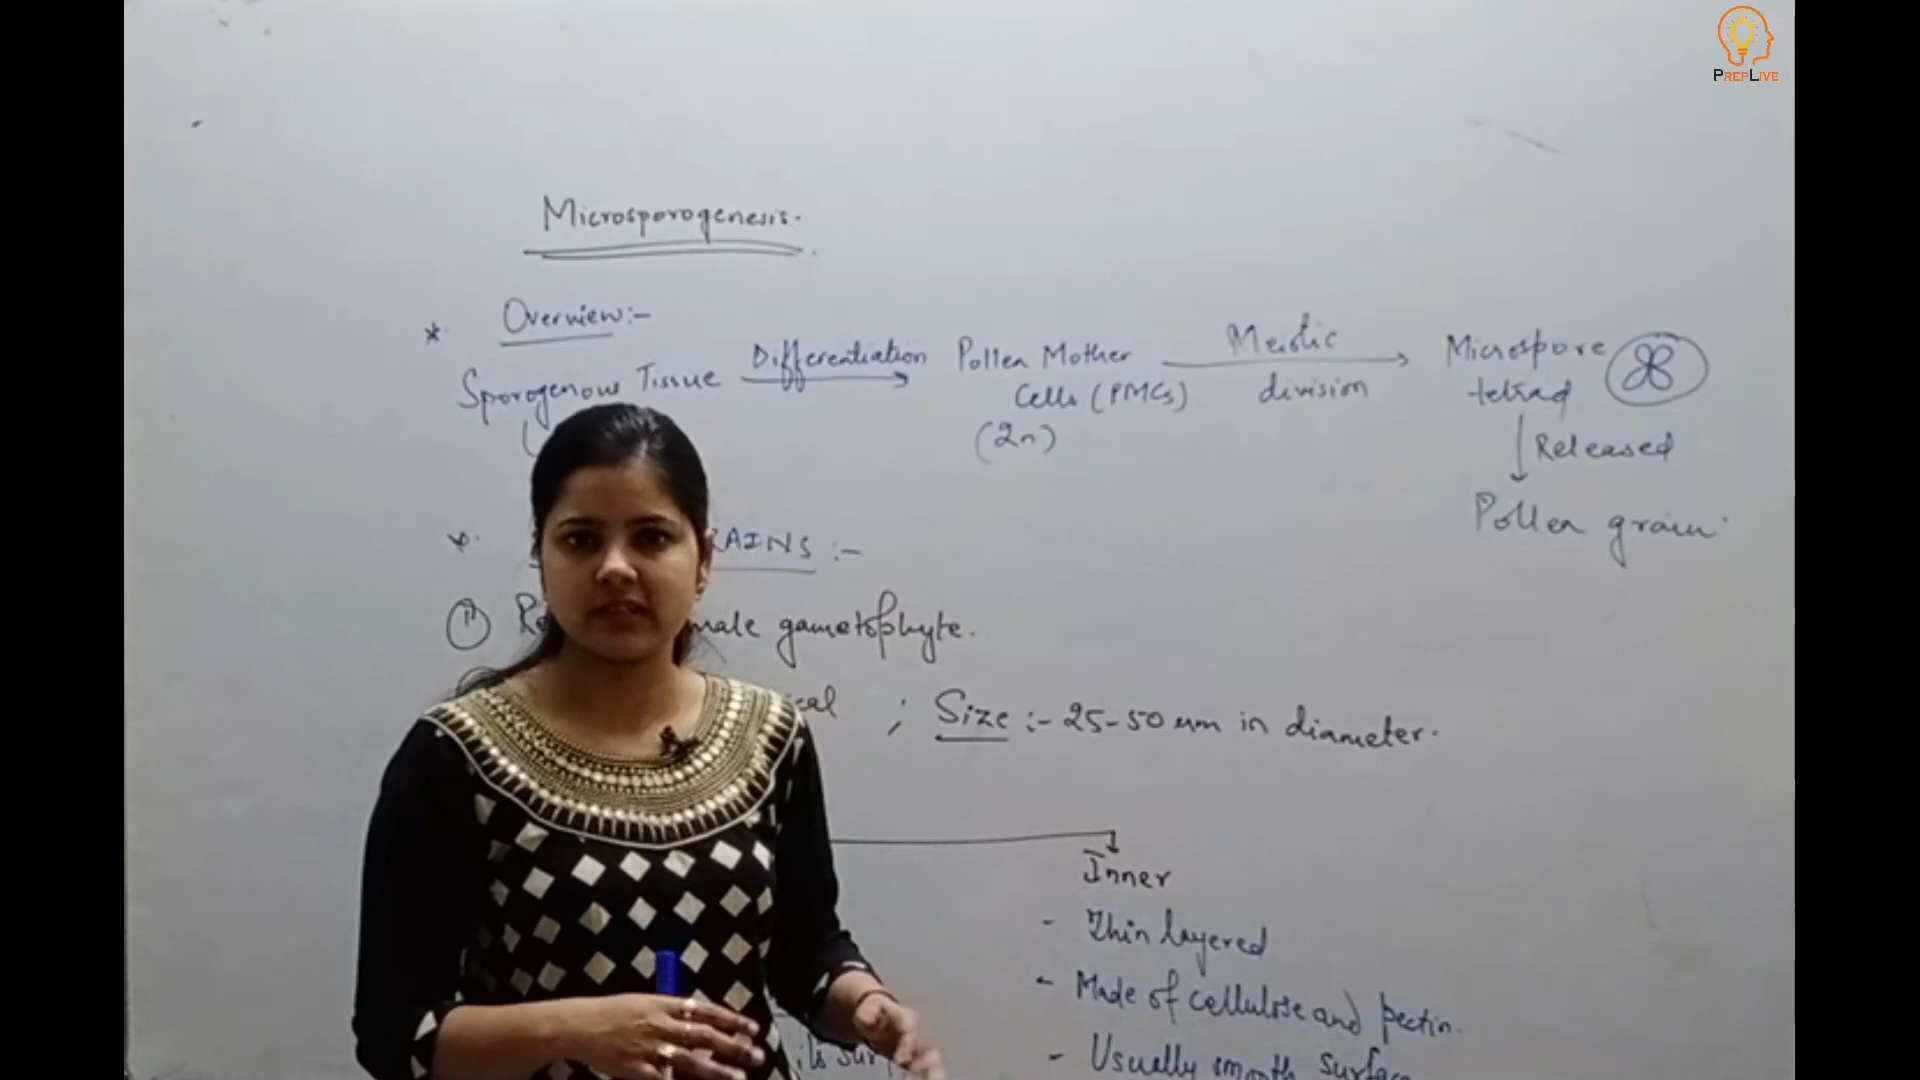 PREPLIVE
Microsporogenesis.
* Overview:-
Sporogenous Tissue Differentiation Pollen Mother Cells (PMCs) (2n) Meiotic division Microspore tetrad
Released
Pollen grain.
*. RAINS :-
① male gametophyte.
; Size :- 25-50 um in diameter.
Inner
- Thin layered
- Made of cellulose and pectin.
- Usually smooth surface